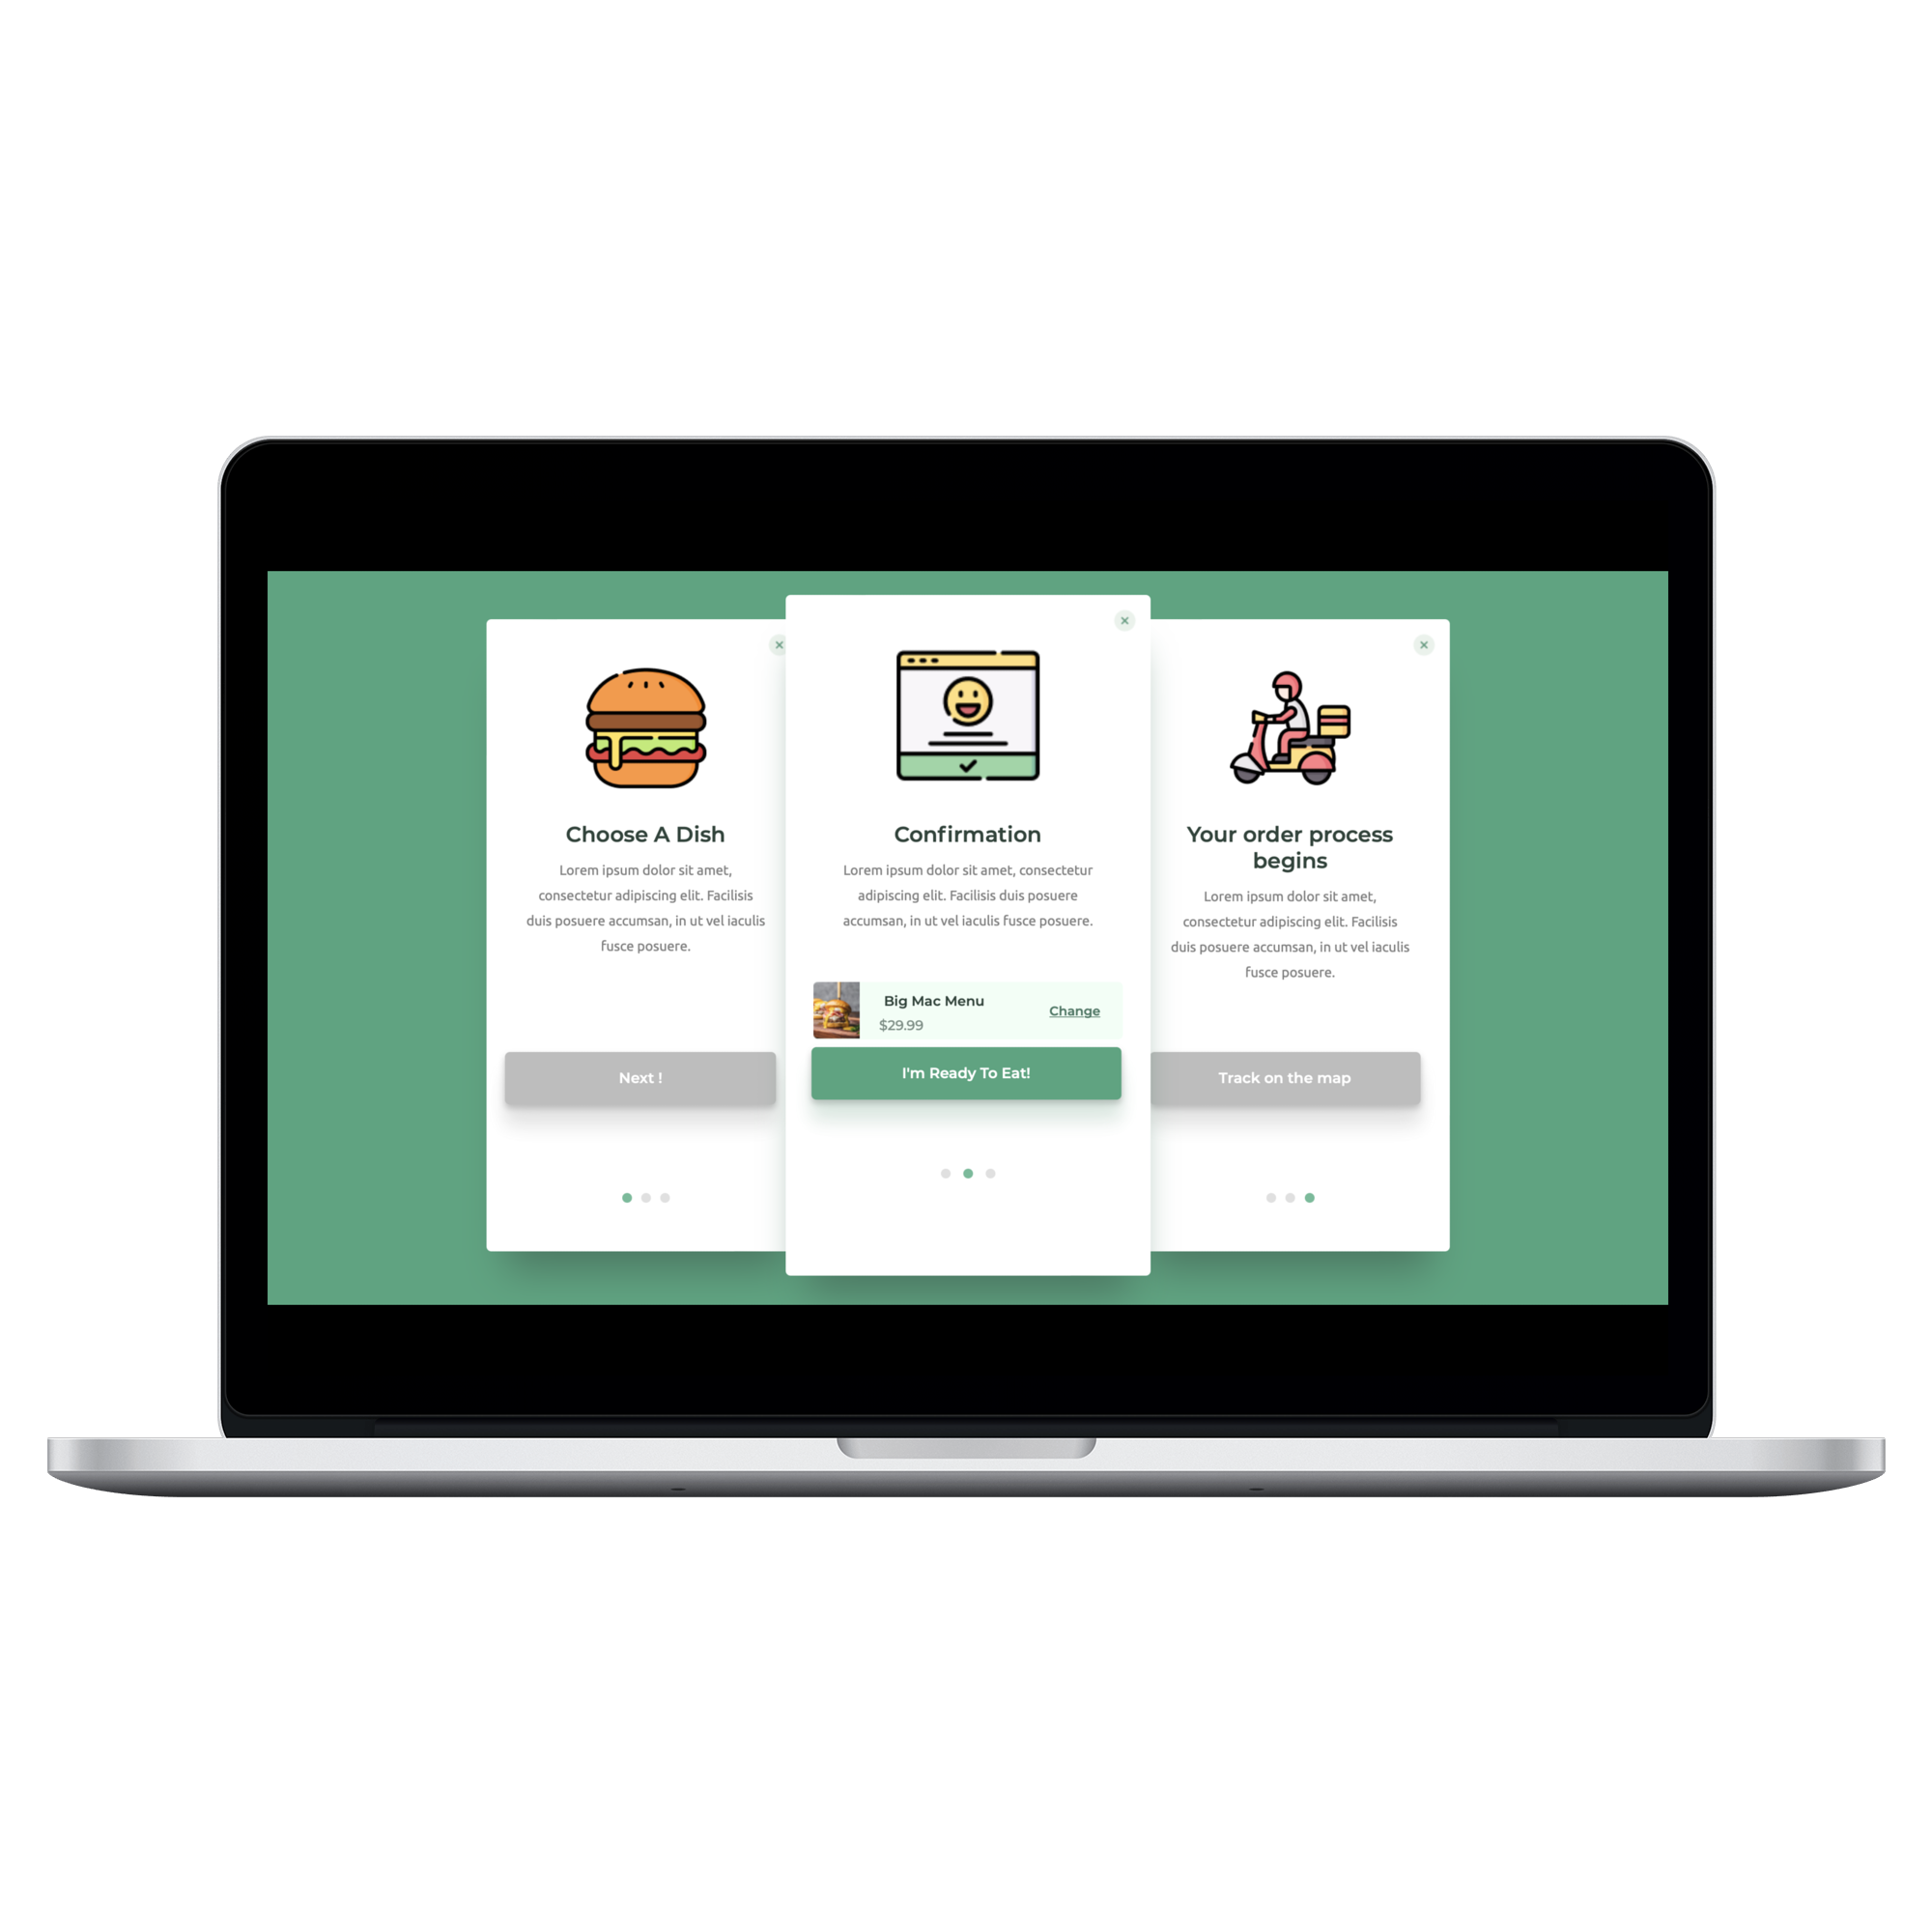 Choose A Dish
Lorem ipsum dolor sit amet,
consectetur adipiscing elit. Facilisis
duis posuere accumsan, in ut vel iaculis
fusce posuere.
Next !
Confirmation
Lorem ipsum dolor sit amet, consectetur
adipiscing elit. Facilisis duis posuere
accumsan, in ut vel iaculis fusce posuere.
Big Mac Menu
$29.99
Change
I'm Ready To Eat!
Your order process
begins
Lorem ipsum dolor sit amet,
consectetur adipiscing elit. Facilisis
duis posuere accumsan, in ut vel iaculis
fusce posuere.
Track on the map